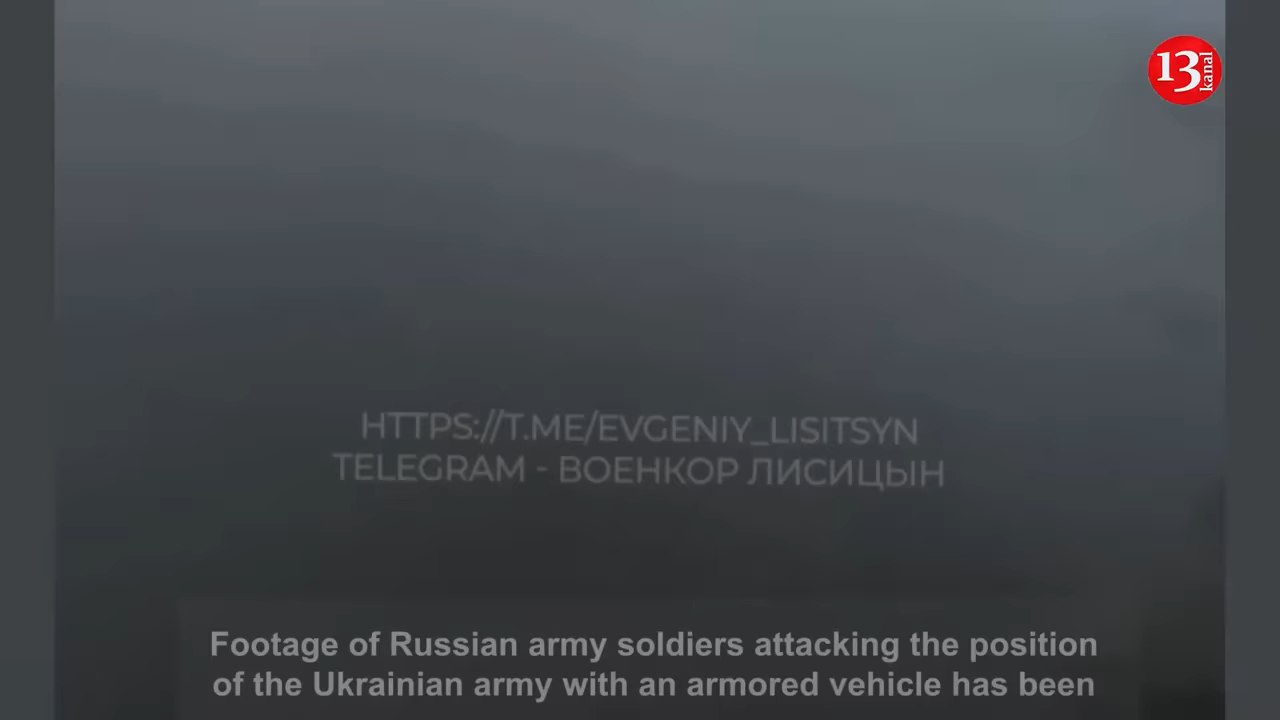 13 kanal
HTTPS://T.ME/EVGENIY_LISITSYN
TELEGRAM - ВОЕНКОР ЛИСИЦЫН
Footage of Russian army soldiers attacking the position
of the Ukrainian army with an armored vehicle has been